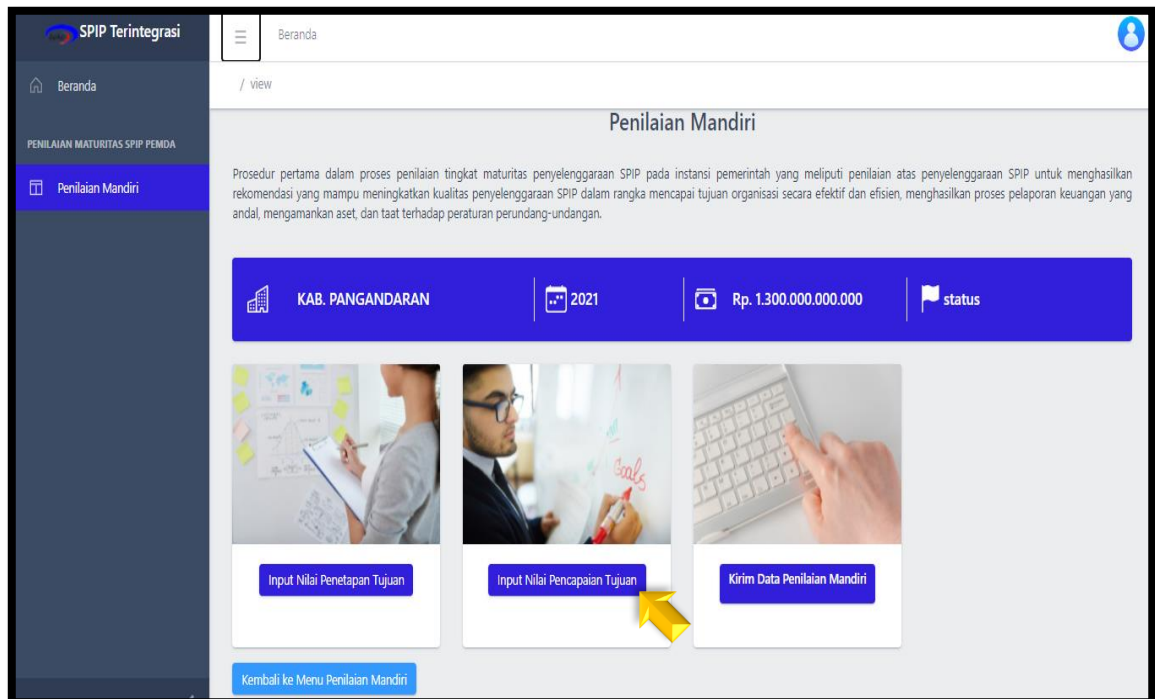 SPIP Terintegrasi
Beranda
Beranda
/ view
PENILAIAN MATURITAS SPIP PEMDA
Penilaian Mandiri
Penilaian Mandiri
Prosedur pertama dalam proses penilaian tingkat maturitas penyelenggaraan SPIP pada instansi pemerintah yang meliputi penilaian atas penyelenggaraan SPIP untuk menghasilkan
rekomendasi yang mampu meningkatkan kualitas penyelenggaraan SPIP dalam rangka mencapai tujuan organisasi secara efektif dan efisien, menghasilkan proses pelaporan keuangan yang
andal, mengamankan aset, dan taat terhadap peraturan perundang-undangan.
KAB. PANGANDARAN
2021
Rp. 1.300.000.000.000
status
Goals
Input Nilai Penetapan Tujuan
Input Nilai Pencapaian Tujuan
Kirim Data Penilaian Mandiri
Kembali ke Menu Penilaian Mandiri